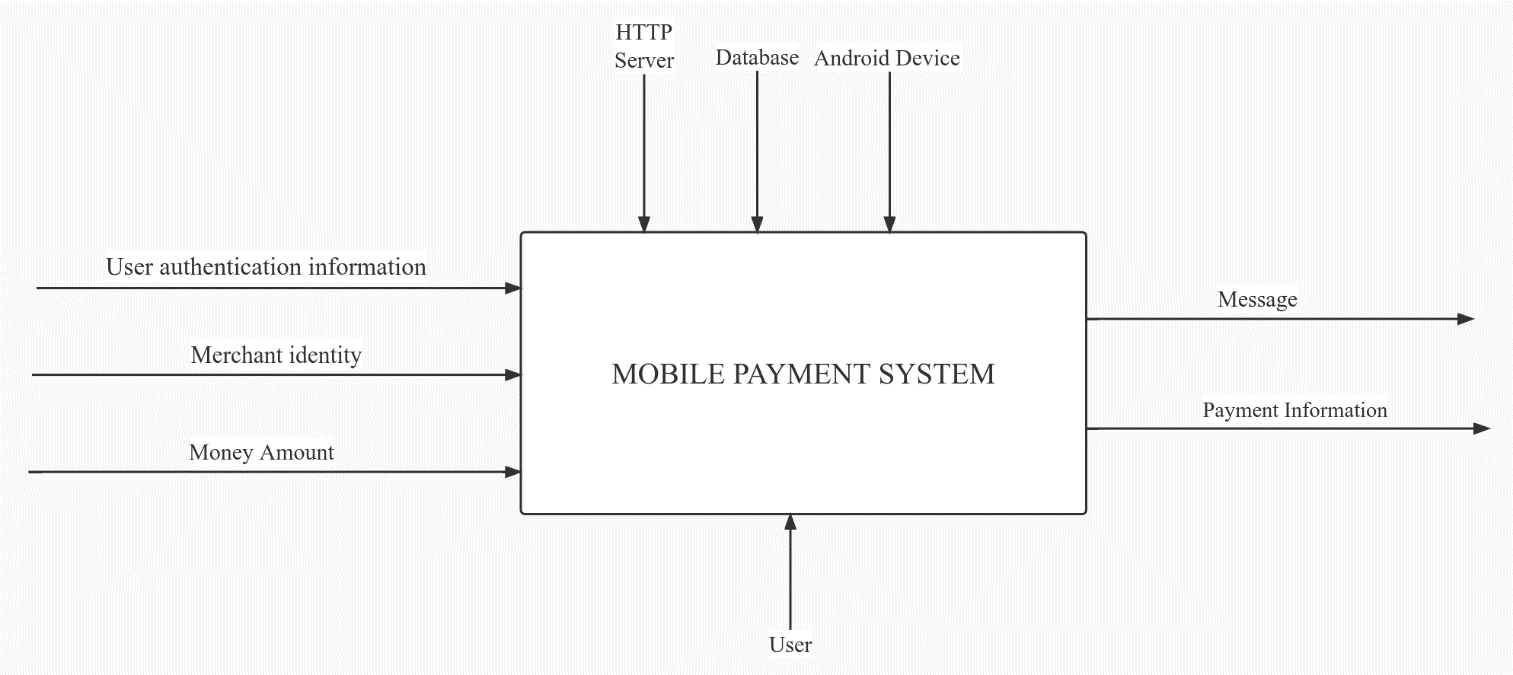 HTTP
Server
Database
Android Device
User authentication information
Merchant identity
Money Amount
MOBILE PAYMENT SYSTEM
Message
Payment Information
User